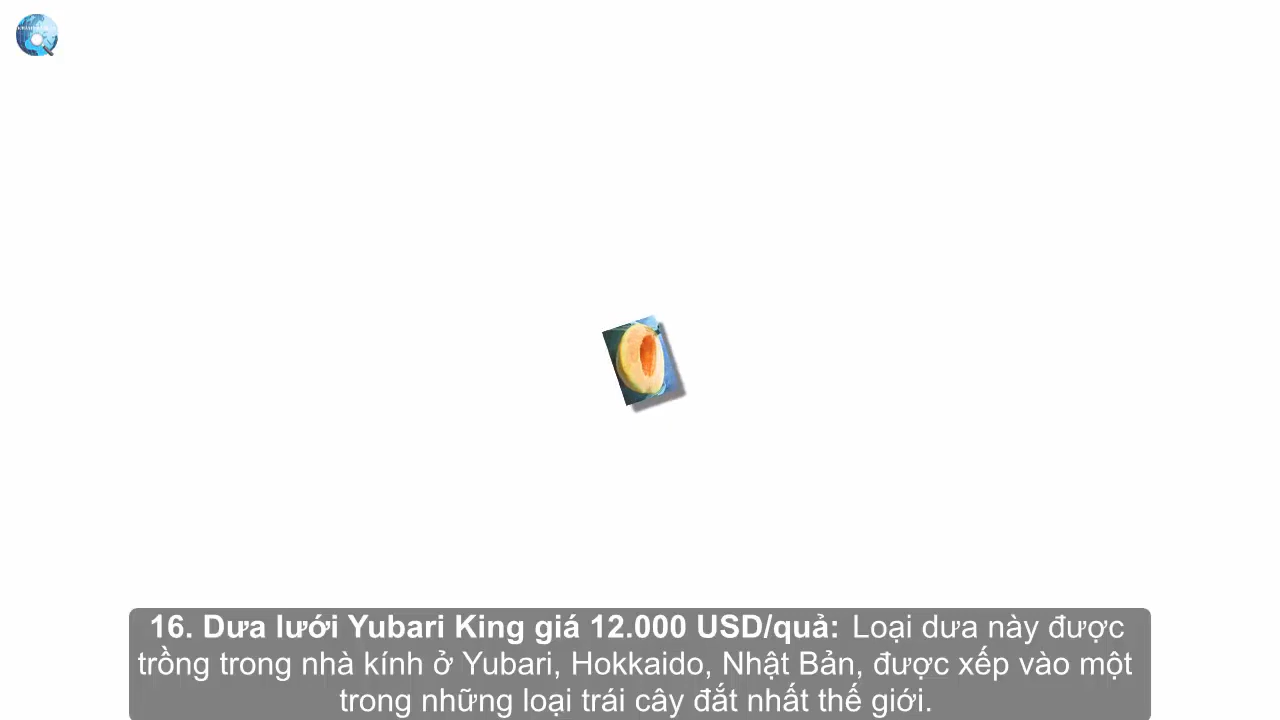 16. Dưa lưới Yubari King giá 12.000 USD/quả: Loại dưa này được
trồng trong nhà kính ở Yubari, Hokkaido, Nhật Bản, được xếp vào một
trong những loại trái cây đắt nhất thế giới.